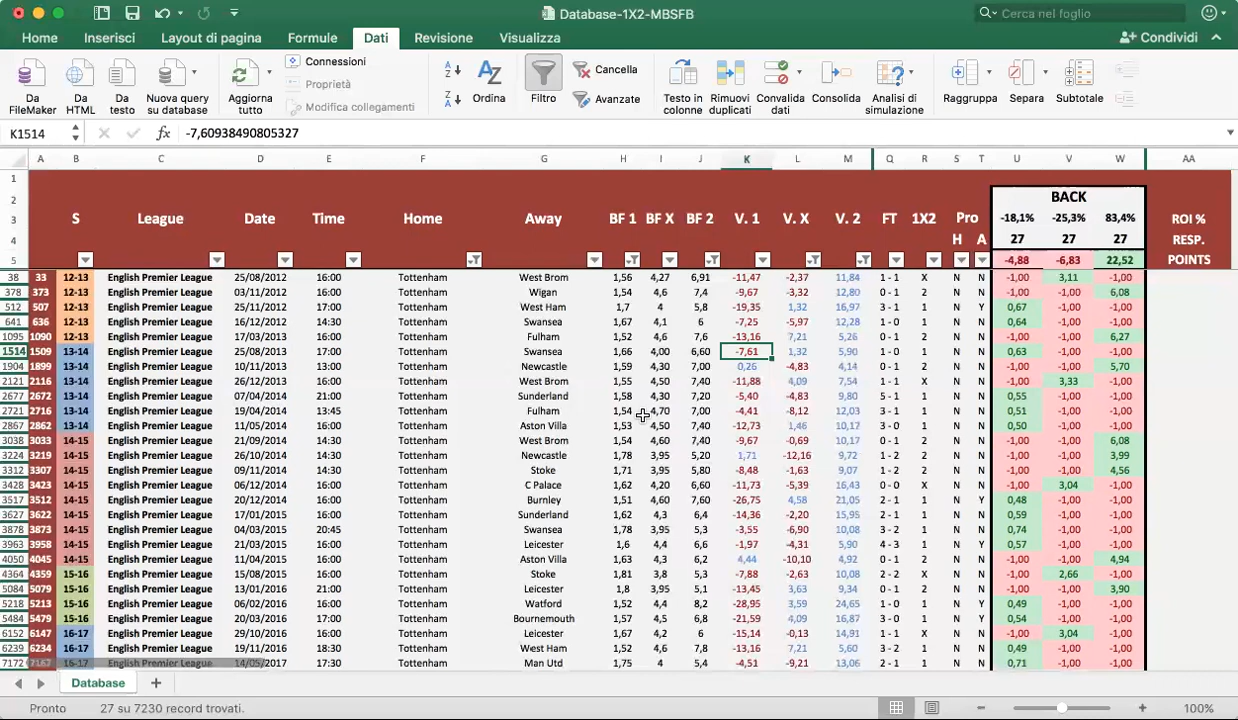 Database-1X2-MBSFB
Cerca nel foglio
Home Inserisci Layout di pagina Formule Dati Revisione Visualizza
Condividi
Da FileMaker
Da HTML
Da testo
Nuova query su database
Aggiorna tutto
Connessioni
Proprietà
Modifica collegamenti
Ordina
Filtro
Cancella
Avanzate
Testo in colonne
Rimuovi duplicati
Convalida dati
Consolida
Analisi di simulazione
Raggruppa
Separa
Subtotale
K1514 fx -7,60938490805327
A B C D E F G H I J K L M Q R S T U V W AA
1
2 BACK
3 S League Date Time Home Away BF 1 BF X BF 2 V. 1 V. X V. 2 FT 1X2 Pro -18,1% -25,3% 83,4% ROI %
4 H A 27 27 27 RESP.
5 -4,88 -6,83 22,52 POINTS
38 33 12-13 English Premier League 25/08/2012 16:00 Tottenham West Brom 1,56 4,27 6,91 -11,47 -2,37 11,84 1 - 1 X N N -1,00 3,11 -1,00
378 373 12-13 English Premier League 03/11/2012 16:00 Tottenham Wigan 1,54 4,6 7,4 -9,67 -3,32 12,80 0 - 1 2 N N -1,00 -1,00 6,08
512 507 12-13 English Premier League 25/11/2012 17:00 Tottenham West Ham 1,7 4 5,8 -19,35 1,32 16,97 3 - 1 1 N Y 0,67 -1,00 -1,00
641 636 12-13 English Premier League 16/12/2012 14:30 Tottenham Swansea 1,67 4,1 6 -7,25 -5,97 12,28 1 - 0 1 N N 0,64 -1,00 -1,00
1095 1090 12-13 English Premier League 17/03/2013 16:00 Tottenham Fulham 1,52 4,6 7,6 -13,16 7,21 5,26 0 - 1 2 N N -1,00 -1,00 6,27
1514 1509 13-14 English Premier League 25/08/2013 17:00 Tottenham Swansea 1,66 4,00 6,60 -7,61 1,32 5,90 1 - 0 1 N N 0,63 -1,00 -1,00
1904 1899 13-14 English Premier League 10/11/2013 13:00 Tottenham Newcastle 1,59 4,30 7,00 0,26 -4,83 4,14 0 - 1 2 N N -1,00 -1,00 5,70
2121 2116 13-14 English Premier League 26/12/2013 16:00 Tottenham West Brom 1,55 4,50 7,40 -11,88 4,09 7,54 1 - 1 X N N -1,00 3,33 -1,00
2677 2672 13-14 English Premier League 07/04/2014 21:00 Tottenham Sunderland 1,58 4,30 7,20 -5,40 -4,83 9,80 5 - 1 1 N N 0,55 -1,00 -1,00
2721 2716 13-14 English Premier League 19/04/2014 13:45 Tottenham Fulham 1,54 4,70 7,00 -4,41 -8,12 12,03 3 - 1 1 N N 0,51 -1,00 -1,00
2867 2862 13-14 English Premier League 11/05/2014 16:00 Tottenham Aston Villa 1,53 4,50 7,40 -12,73 1,46 10,17 3 - 0 1 N N 0,50 -1,00 -1,00
3038 3033 14-15 English Premier League 21/09/2014 14:30 Tottenham West Brom 1,54 4,60 7,40 -9,67 -0,69 10,17 0 - 1 2 N N -1,00 -1,00 6,08
3224 3219 14-15 English Premier League 26/10/2014 14:30 Tottenham Newcastle 1,78 3,95 5,20 1,71 -12,16 9,72 1 - 2 2 N N -1,00 -1,00 3,99
3312 3307 14-15 English Premier League 09/11/2014 14:30 Tottenham Stoke 1,71 3,95 5,80 -8,48 -1,63 9,07 1 - 2 2 N N -1,00 -1,00 4,56
3428 3423 14-15 English Premier League 06/12/2014 16:00 Tottenham C Palace 1,62 4,20 6,60 -11,73 -5,39 16,43 0 - 0 X N N -1,00 3,04 -1,00
3517 3512 14-15 English Premier League 20/12/2014 16:00 Tottenham Burnley 1,51 4,60 7,60 -26,75 4,58 21,05 2 - 1 1 N Y 0,48 -1,00 -1,00
3627 3622 14-15 English Premier League 17/01/2015 16:00 Tottenham Sunderland 1,62 4,3 6,4 -14,36 -2,20 15,95 2 - 1 1 N N 0,59 -1,00 -1,00
3878 3873 14-15 English Premier League 04/03/2015 20:45 Tottenham Swansea 1,78 3,95 5,3 -3,55 -6,90 10,08 3 - 2 1 N N 0,74 -1,00 -1,00
3963 3958 14-15 English Premier League 21/03/2015 16:00 Tottenham Leicester 1,6 4,4 6,6 -1,97 -4,31 5,90 4 - 3 1 N Y 0,57 -1,00 -1,00
4050 4045 14-15 English Premier League 11/04/2015 16:00 Tottenham Aston Villa 1,63 4,3 6,2 4,44 -10,10 4,92 0 - 1 2 N N -1,00 -1,00 4,94
4364 4359 15-16 English Premier League 15/08/2015 16:00 Tottenham Stoke 1,81 3,8 5,3 -7,88 -2,63 10,08 2 - 2 X N N -1,00 2,66 -1,00
5084 5079 15-16 English Premier League 13/01/2016 21:00 Tottenham Leicester 1,8 3,95 5,1 -13,45 3,63 9,34 0 - 1 2 N N -1,00 -1,00 3,90
5218 5213 15-16 English Premier League 06/02/2016 16:00 Tottenham Watford 1,52 4,4 8,2 -28,95 3,59 24,65 1 - 0 1 N Y 0,49 -1,00 -1,00
5484 5479 15-16 English Premier League 20/03/2016 17:00 Tottenham Bournemouth 1,57 4,5 6,8 -21,59 4,09 16,87 3 - 0 1 N Y 0,54 -1,00 -1,00
6152 6147 16-17 English Premier League 29/10/2016 16:00 Tottenham Leicester 1,67 4,2 6 -15,14 -0,13 14,91 1 - 1 X N N -1,00 3,04 -1,00
6239 6234 16-17 English Premier League 19/11/2016 18:30 Tottenham West Ham 1,52 4,6 7,8 -13,16 7,21 5,60 3 - 2 1 N Y 0,49 -1,00 -1,00
7172 7167 16-17 English Premier League 14/05/2017 17:30 Tottenham Man Utd 1,75 4 5,4 -4,51 -9,21 13,06 2 - 1 1 N N 0,71 -1,00 -1,00
Database
Pronto 27 su 7230 record trovati. 100%